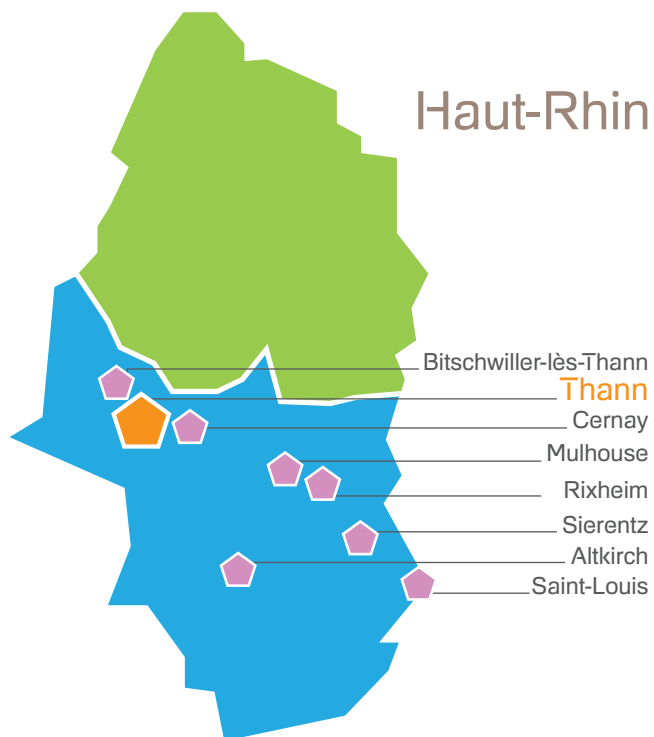 Haut-Rhin
Bitschwiller-lès-Thann
Thann
Cernay
Mulhouse
Rixheim
Sierentz
Altkirch
Saint-Louis